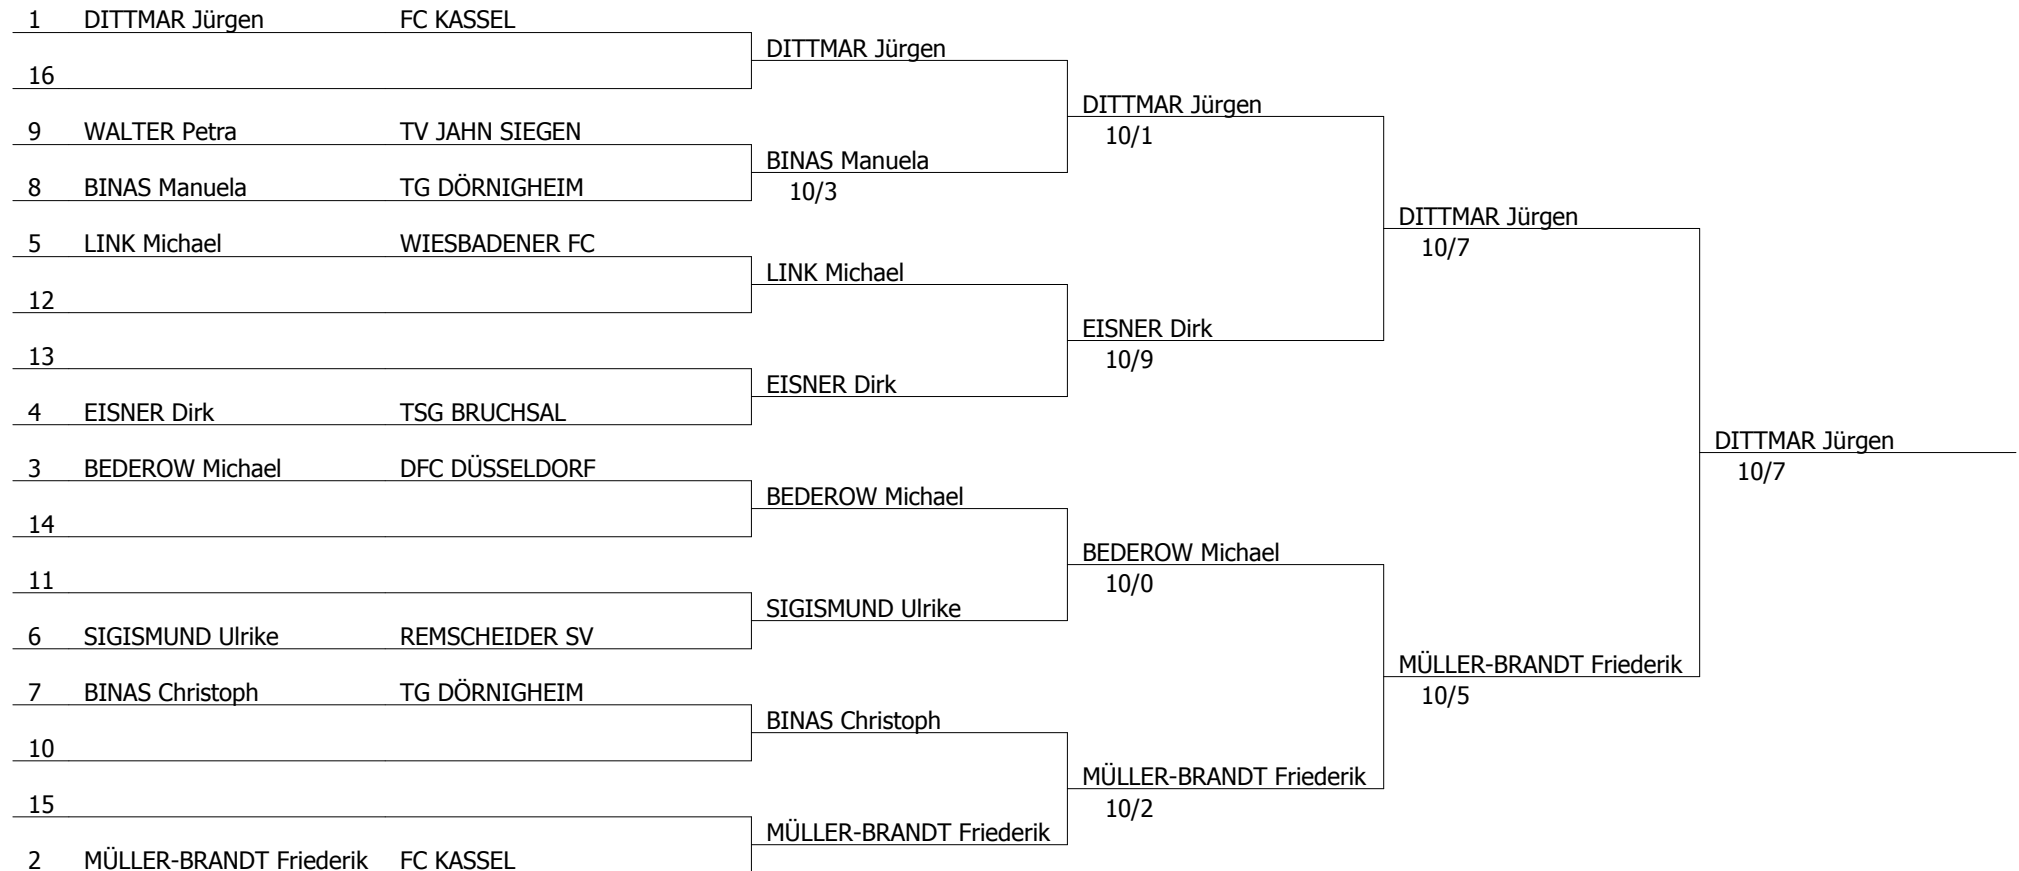 1 DITTMAR Jürgen FC KASSEL
DITTMAR Jürgen
16
DITTMAR Jürgen
10/1
9 WALTER Petra TV JAHN SIEGEN
BINAS Manuela
10/3
8 BINAS Manuela TG DÖRNIGHEIM
DITTMAR Jürgen
10/7
5 LINK Michael WIESBADENER FC
LINK Michael
12
EISNER Dirk
10/9
13
EISNER Dirk
4 EISNER Dirk TSG BRUCHSAL
DITTMAR Jürgen
10/7
3 BEDEROW Michael DFC DÜSSELDORF
BEDEROW Michael
14
BEDEROW Michael
10/0
11
SIGISMUND Ulrike
6 SIGISMUND Ulrike REMSCHEIDER SV
MÜLLER-BRANDT Friederik
10/5
7 BINAS Christoph TG DÖRNIGHEIM
BINAS Christoph
10
MÜLLER-BRANDT Friederik
10/2
15
MÜLLER-BRANDT Friederik
2 MÜLLER-BRANDT Friederik FC KASSEL